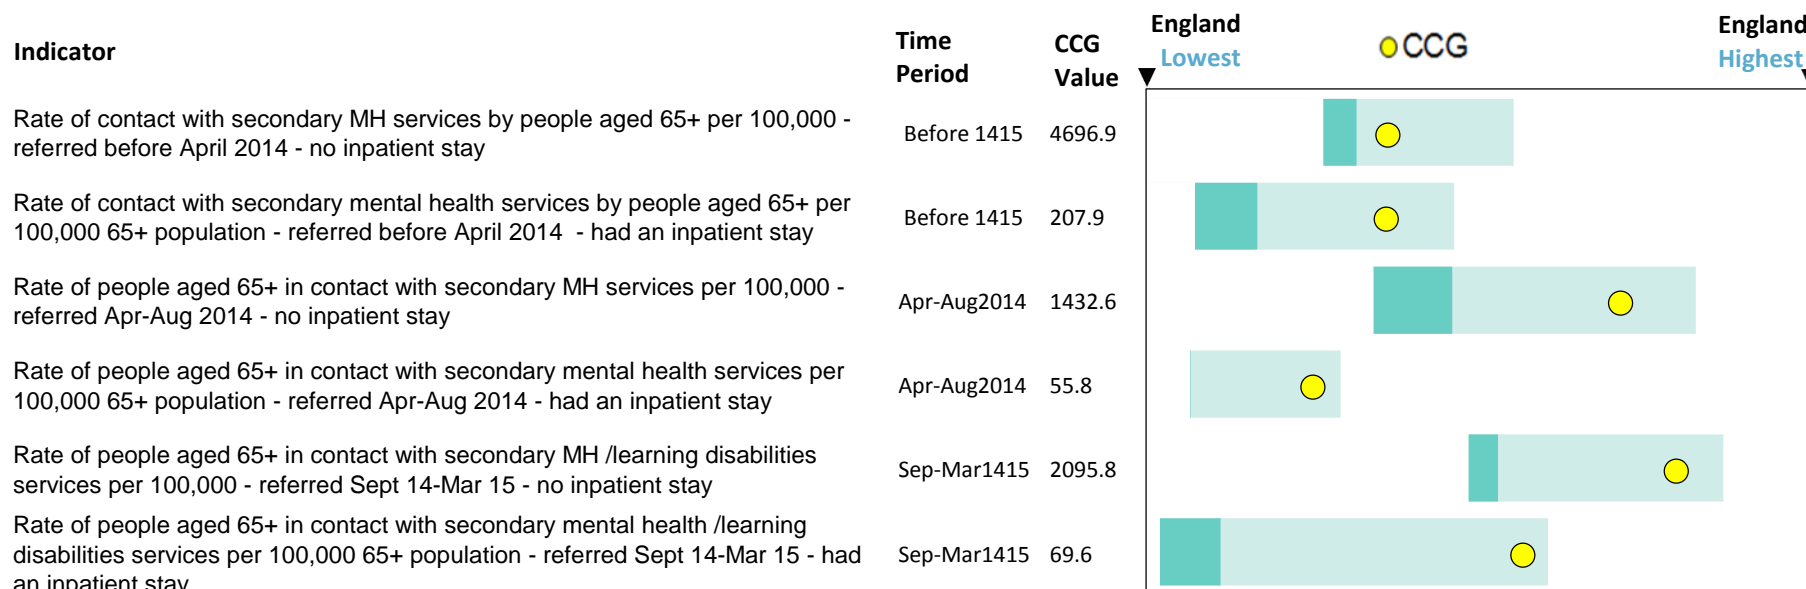 Indicator
Time
Period
CCG
Value
England
Lowest
CCG
England
Highest
Rate of contact with secondary MH services by people aged 65+ per 100,000 -
referred before April 2014 - no inpatient stay
Before 1415 4696.9
Rate of contact with secondary mental health services by people aged 65+ per
100,000 65+ population - referred before April 2014 - had an inpatient stay
Before 1415 207.9
Rate of people aged 65+ in contact with secondary MH services per 100,000 -
referred Apr-Aug 2014 - no inpatient stay
Apr-Aug2014 1432.6
Rate of people aged 65+ in contact with secondary mental health services per
100,000 65+ population - referred Apr-Aug 2014 - had an inpatient stay
Apr-Aug2014 55.8
Rate of people aged 65+ in contact with secondary MH /learning disabilities
services per 100,000 - referred Sept 14-Mar 15 - no inpatient stay
Sep-Mar1415 2095.8
Rate of people aged 65+ in contact with secondary mental health /learning
disabilities services per 100,000 65+ population - referred Sept 14-Mar 15 - had
an inpatient stay
Sep-Mar1415 69.6